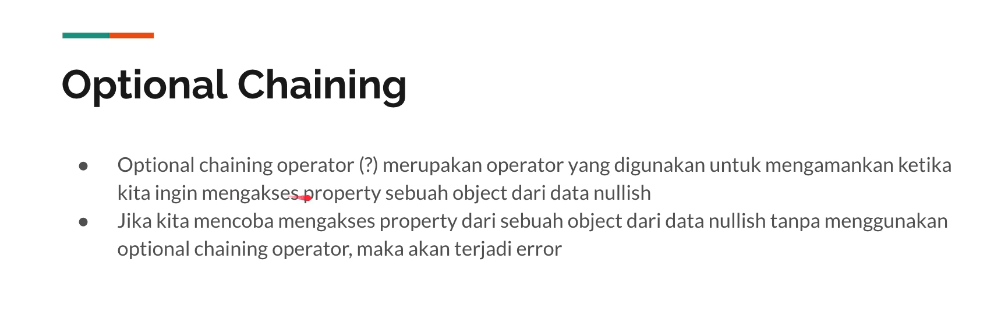 Optional Chaining
● Optional chaining operator (?) merupakan operator yang digunakan untuk mengamankan ketika
kita ingin mengakses property sebuah object dari data nullish
● Jika kita mencoba mengakses property dari sebuah object dari data nullish tanpa menggunakan
optional chaining operator, maka akan terjadi error